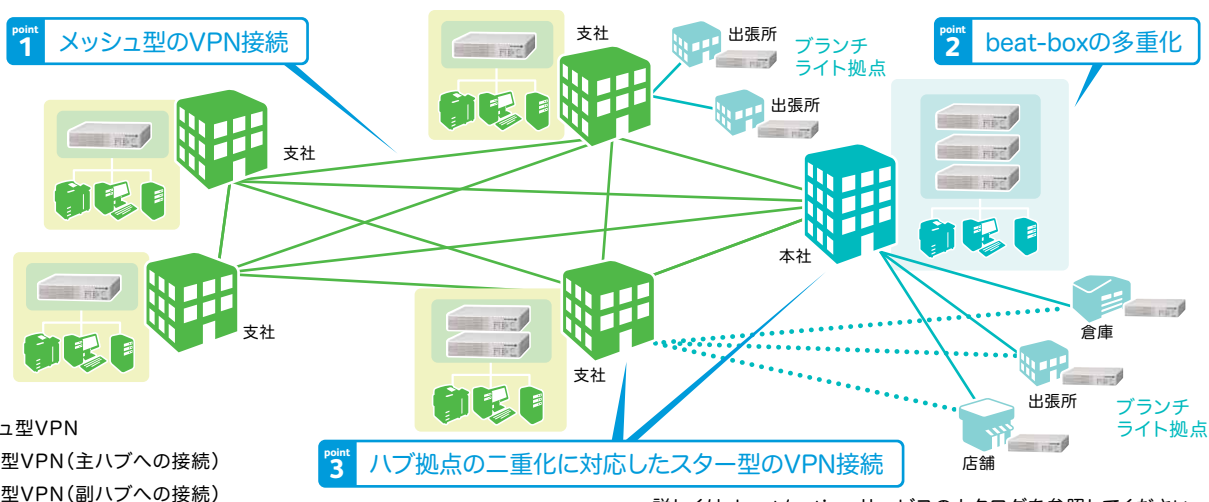 point 1 メッシュ型のVPN接続
支社
出張所
ブランチ
ライト拠点
point 2 beat-boxの多重化
出張所
支社
本社
支社
支社
倉庫
出張所
ブランチ
ライト拠点
店舗
ュ型VPN
型VPN（主ハブへの接続）
型VPN（副ハブへの接続）
point 3 ハブ拠点の二重化に対応したスター型のVPN接続